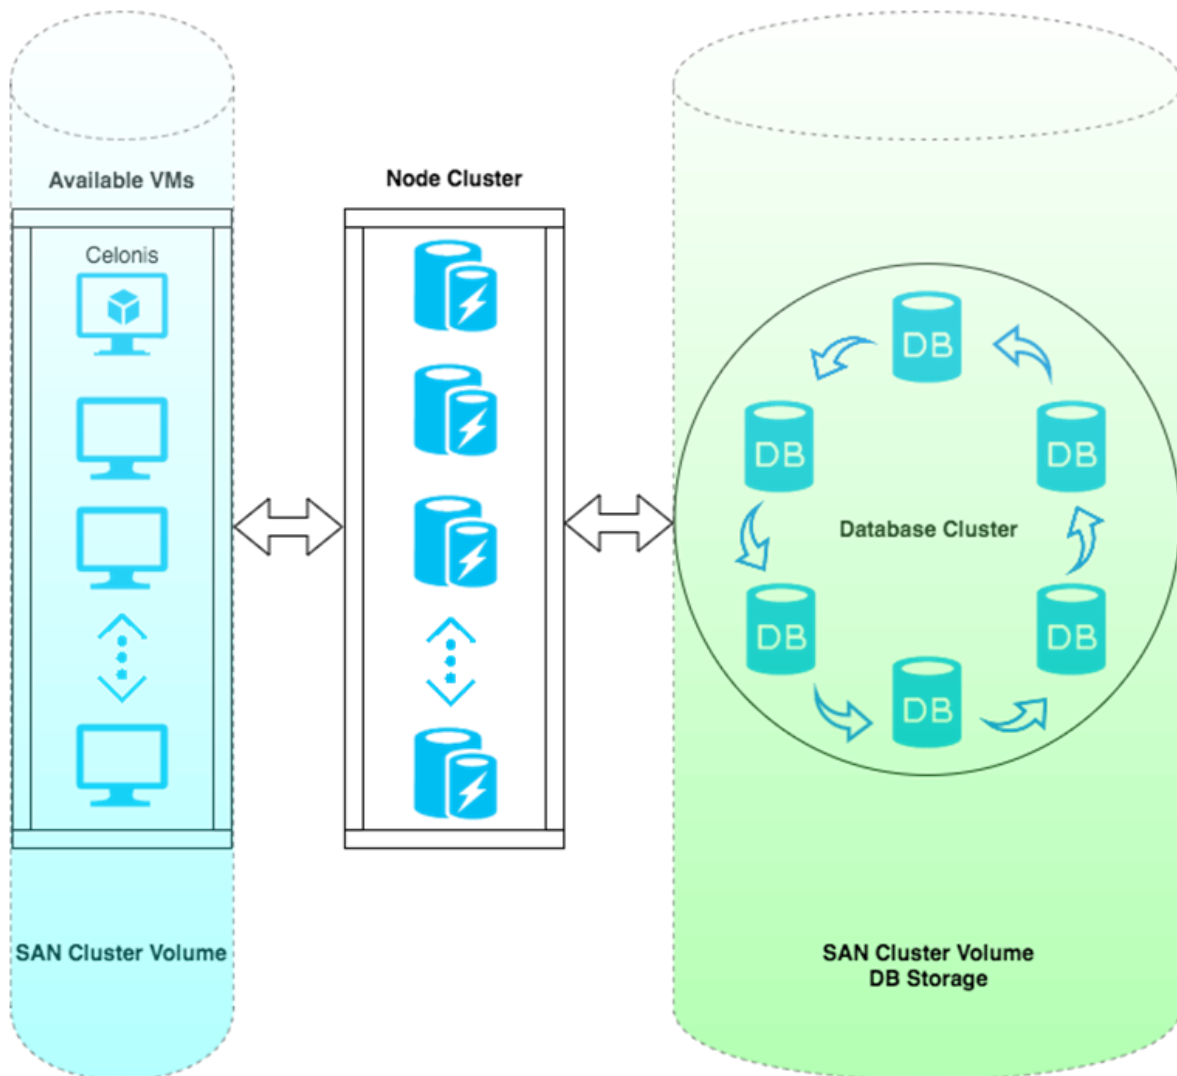 Available VMs
Celonis
SAN Cluster Volume
Node Cluster
DB
DB
DB
DB
DB
DB
Database Cluster
SAN Cluster Volume
DB Storage